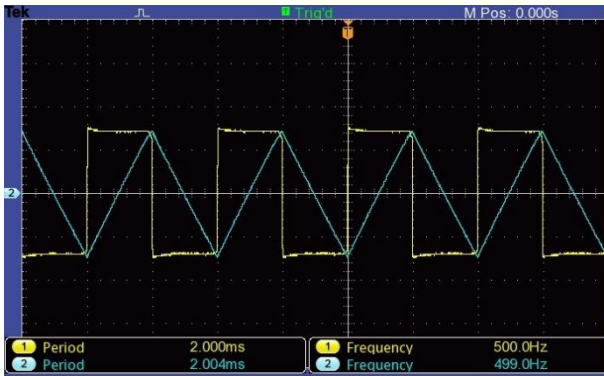 Tek T Trig'd M Pos: 0.000s
T
2
1 Period 2.000ms 1 Frequency 500.0Hz
2 Period 2.004ms 2 Frequency 499.0Hz